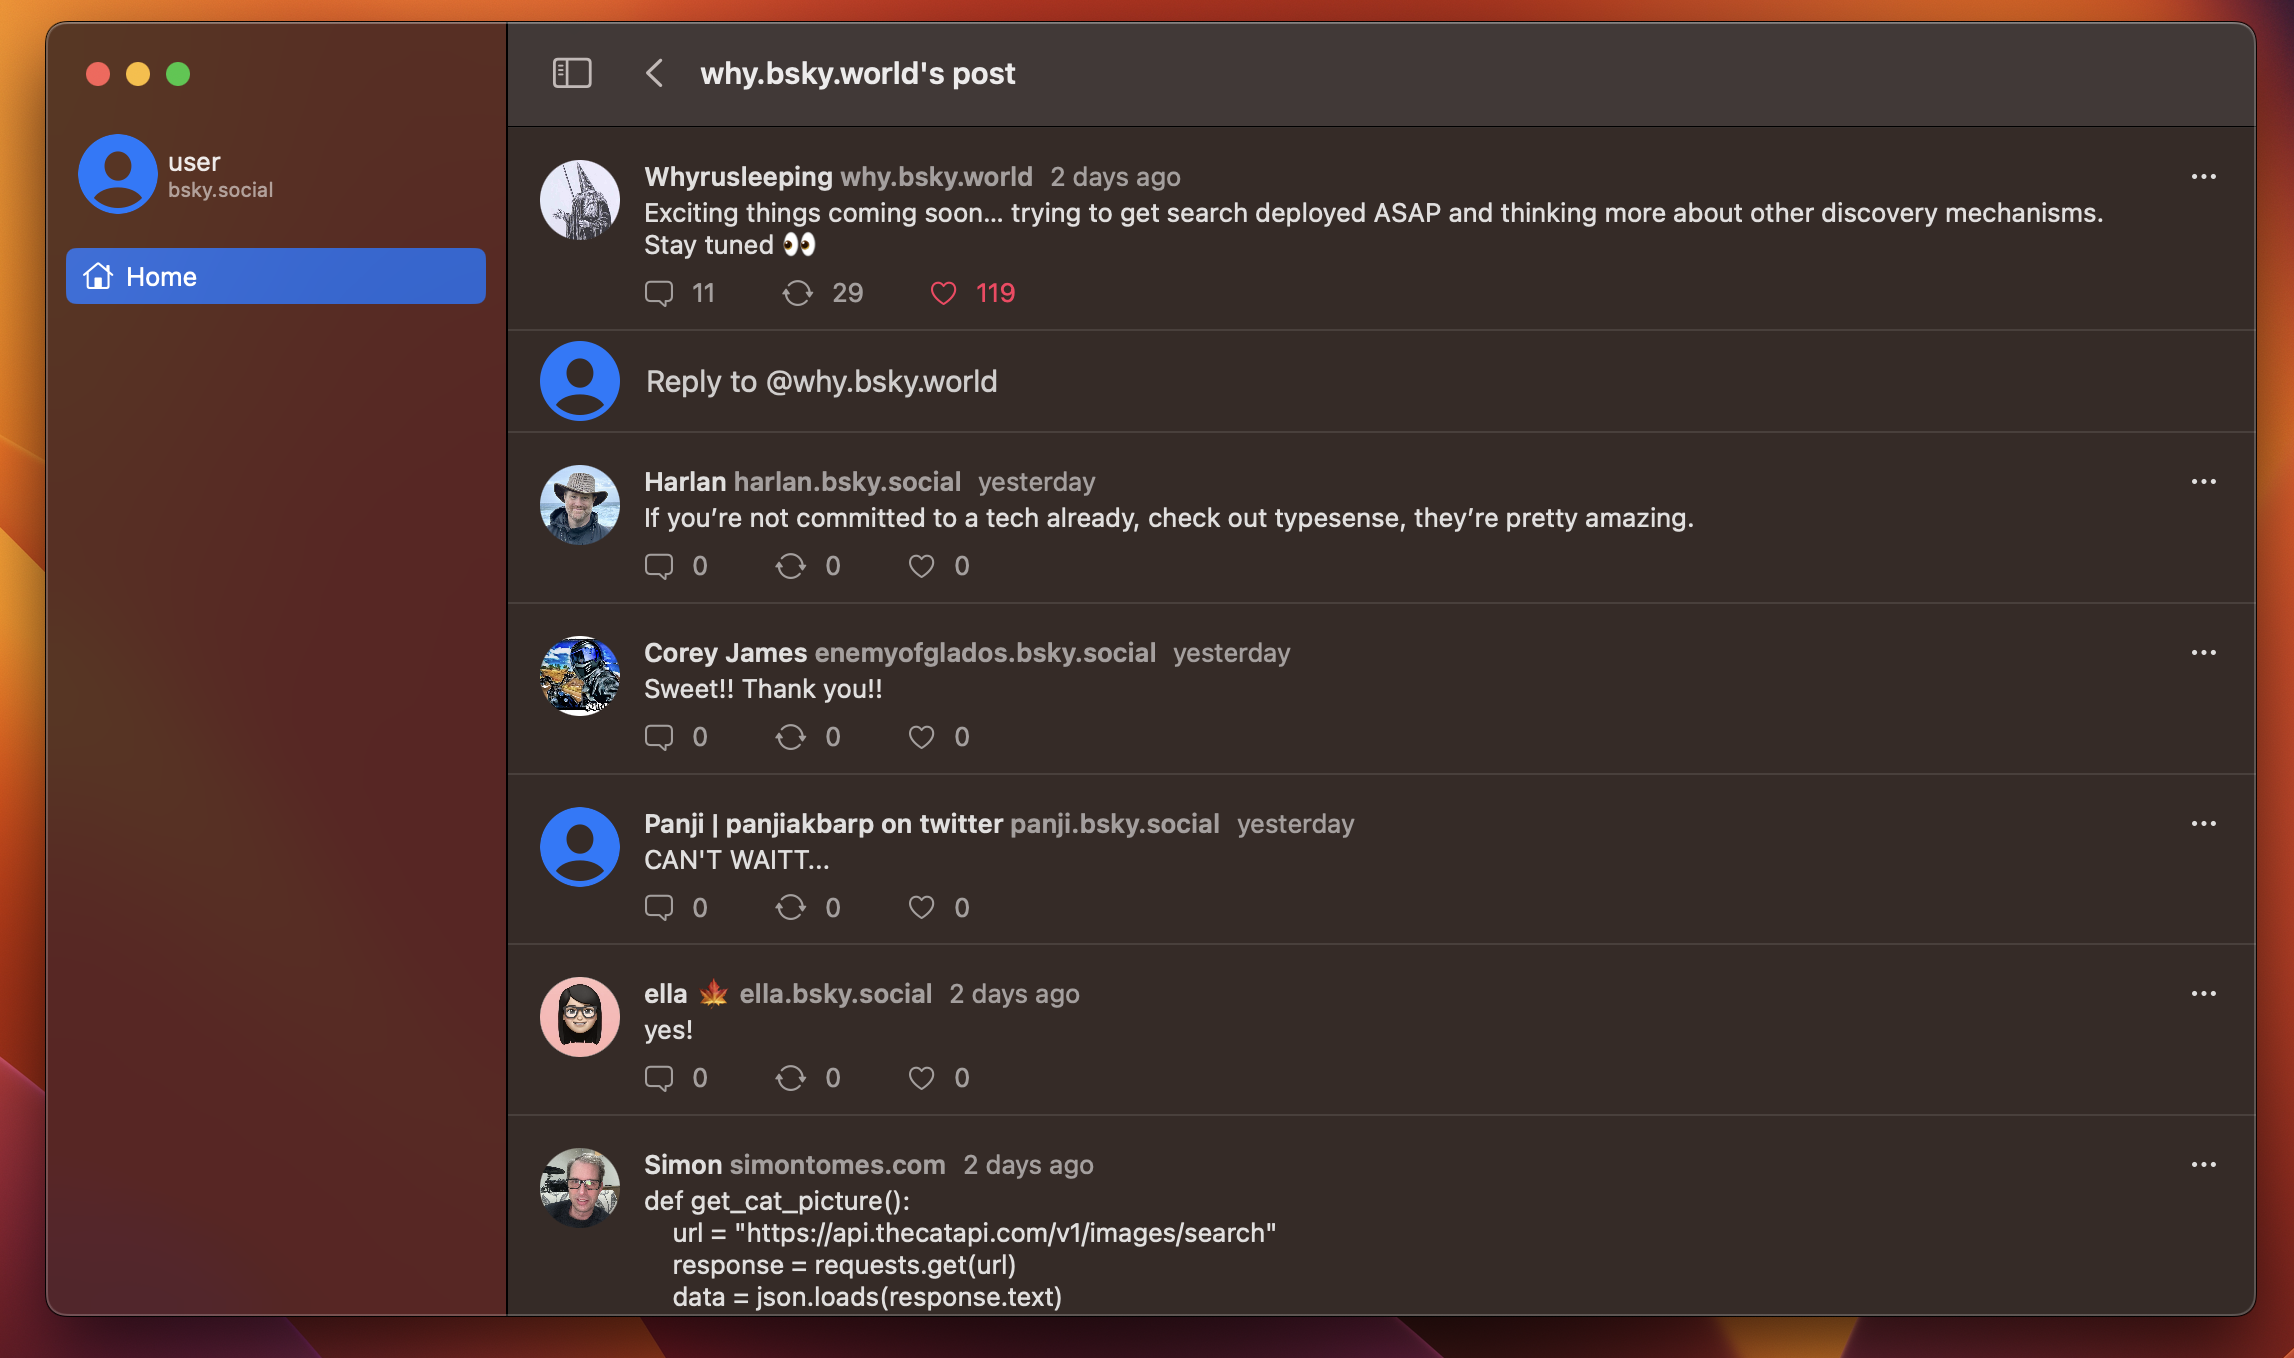 user
bsky.social
Home
why.bsky.world's post
Whyrusleeping why.bsky.world 2 days ago
Exciting things coming soon... trying to get search deployed ASAP and thinking more about other discovery mechanisms.
Stay tuned 👀
11 29 119
Reply to @why.bsky.world
Harlan harlan.bsky.social yesterday
If you’re not committed to a tech already, check out typesense, they’re pretty amazing.
0 0 0
Corey James enemyofglados.bsky.social yesterday
Sweet!! Thank you!!
0 0 0
Panji | panjiakbarp on twitter panji.bsky.social yesterday
CAN'T WAITT...
0 0 0
ella 🍁 ella.bsky.social 2 days ago
yes!
0 0 0
Simon simontomes.com 2 days ago
def get_cat_picture():
    url = "https://api.thecatapi.com/v1/images/search"
    response = requests.get(url)
    data = json.loads(response.text)